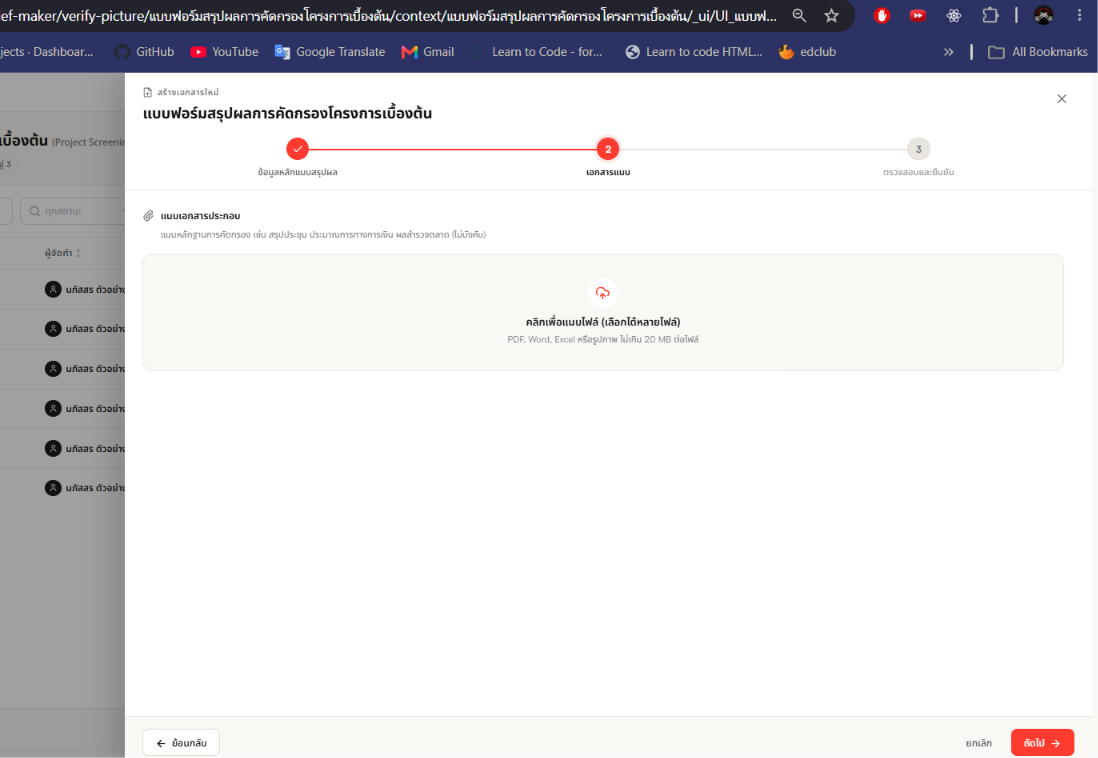 ef-maker/verify-picture/แบบฟอร์มสรุปผลการคัดกรองโครงการเบื้องต้น/context/แบบฟอร์มสรุปผลการคัดกรองโครงการเบื้องต้น/_ui/UI_แบบฟ...
jects - Dashboar... GitHub YouTube Google Translate Gmail Learn to Code - for... Learn to code HTML... edclub » All Bookmarks
สร้างเอกสารใหม่
แบบฟอร์มสรุปผลการคัดกรองโครงการเบื้องต้น
2
3
ข้อมูลหลักแบบสรุปผล
เอกสารแนบ
ตรวจสอบและยืนยัน
เบื้องต้น (Project Screenin
3
ทุกสถานะ
ผู้จัดทำ
นภัสสร ตัวอย่าง
นภัสสร ตัวอย่าง
นภัสสร ตัวอย่าง
นภัสสร ตัวอย่าง
นภัสสร ตัวอย่าง
นภัสสร ตัวอย่าง
แนบเอกสารประกอบ
แนบหลักฐานการคัดกรอง เช่น สรุปประชุม ประมาณการทางการเงิน ผลสำรวจตลาด (ไม่บังคับ)
คลิกเพื่อแนบไฟล์ (เลือกได้หลายไฟล์)
PDF, Word, Excel หรือรูปภาพ ไม่เกิน 20 MB ต่อไฟล์
ย้อนกลับ
ยกเลิก
ถัดไป